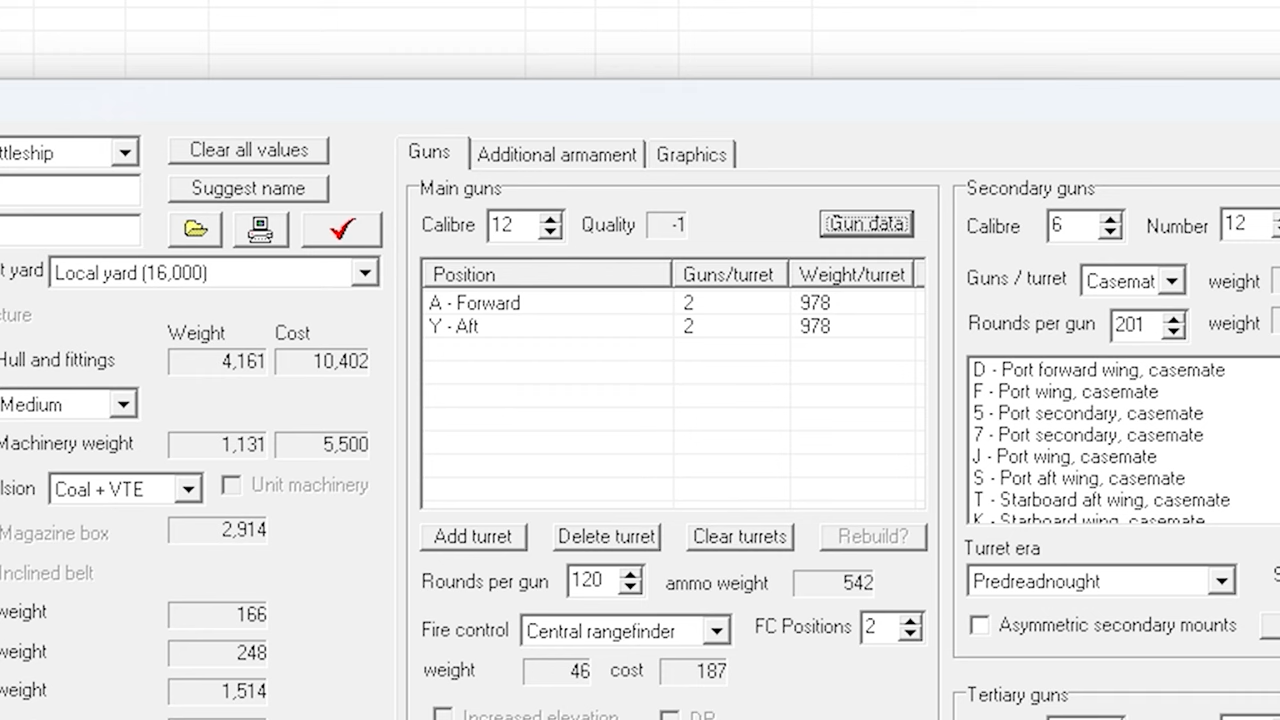 ttleship
Clear all values
Suggest name
t yard Local yard (16,000)
cture
Weight Cost
Hull and fittings 4,161 10,402
Medium
Machinery weight 1,131 5,500
lsion Coal + VTE Unit machinery
Magazine box 2,914
Inclined belt
weight 166
weight 248
weight 1,514
Guns Additional armament Graphics
Main guns
Calibre 12 Quality -1 Gun data
Position Guns/turret Weight/turret
A - Forward 2 978
Y - Aft 2 978
Add turret Delete turret Clear turrets Rebuild?
Rounds per gun 120 ammo weight 542
Fire control Central rangefinder FC Positions 2
weight 46 cost 187
Increased elevation DP
Secondary guns
Calibre 6 Number 12
Guns / turret Casemat weight
Rounds per gun 201 weight
D - Port forward wing, casemate
F - Port wing, casemate
5 - Port secondary, casemate
7 - Port secondary, casemate
J - Port wing, casemate
S - Port aft wing, casemate
T - Starboard aft wing, casemate
K - Starboard wing, casemate
Turret era
Predreadnought
Asymmetric secondary mounts
Tertiary guns